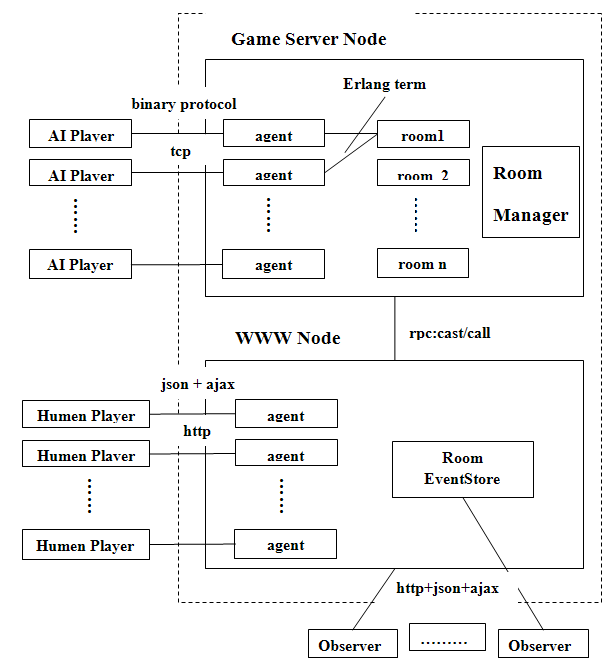 Game Server Node
Erlang term
binary protocol
AI Plaver
agent
room1
tcp
AI Plaver
agent
room 2
Room
Manager
AI Player
agent
room n
WWW Node
rpc:cast/call
json + ajax
Humen Player
agent
http
Humen Player
agent
Room
EventStore
Humen Player
agent
http+json+ajax
Observer
………
Observer